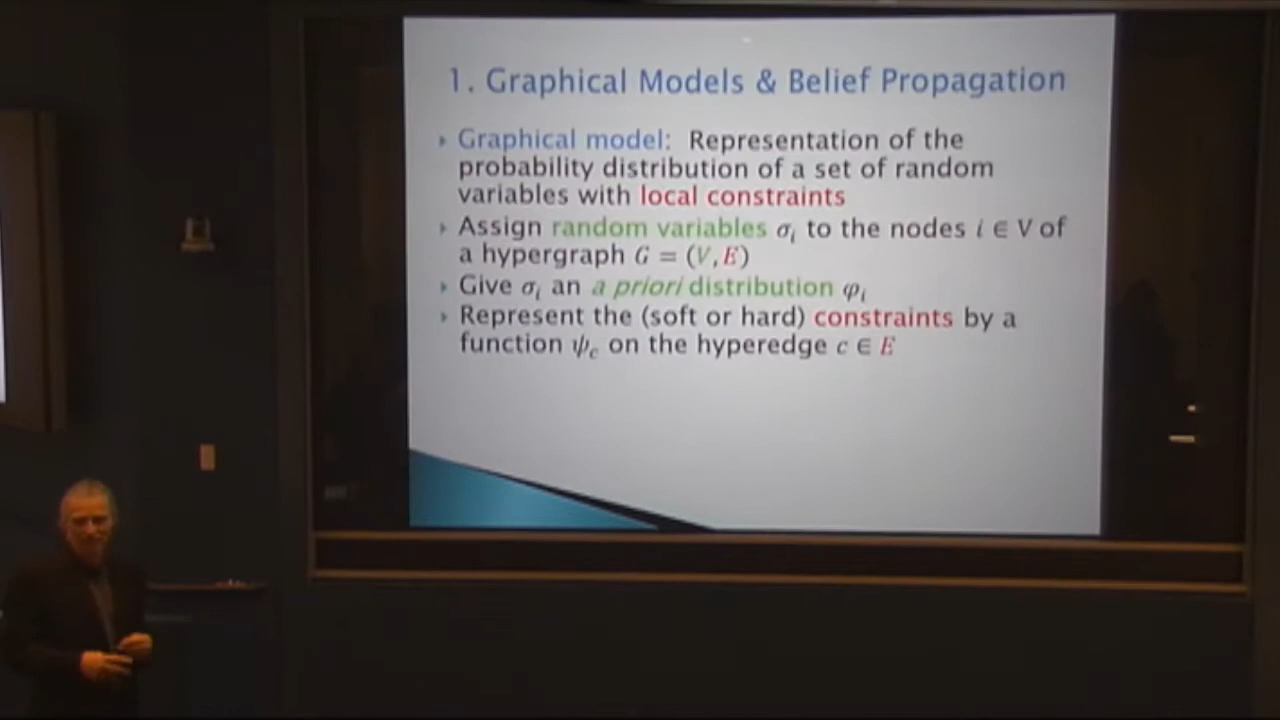 1. Graphical Models & Belief Propagation
Graphical model: Representation of the
probability distribution of a set of random
variables with local constraints
Assign random variables σᵢ to the nodes i ∈ V of
a hypergraph G = (V, E)
Give σᵢ an a priori distribution φᵢ
Represent the (soft or hard) constraints by a
function ψ_c on the hyperedge c ∈ E